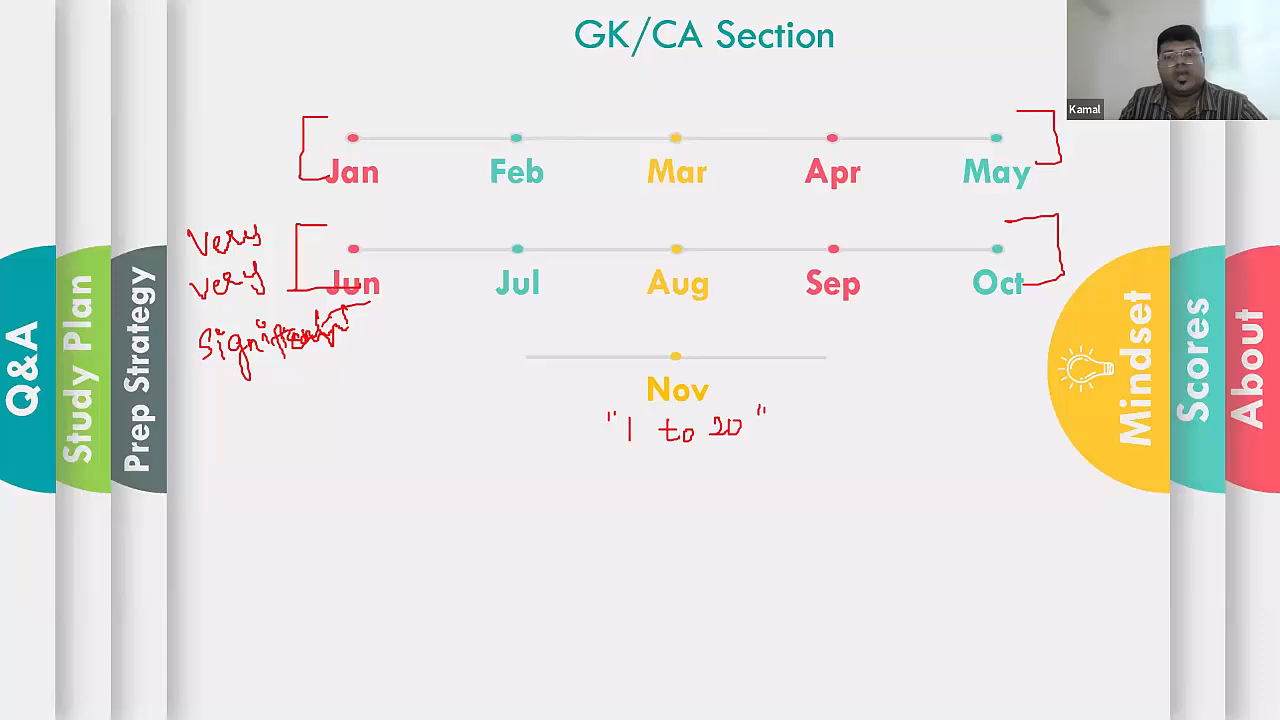 GK/CA Section
Kamal
Jan Feb Mar Apr May
Very
Jun Jul Aug Sep Oct
very
significant
Nov
"1 to 20"
Q&A
Study Plan
Prep Strategy
Mindset
Scores
About